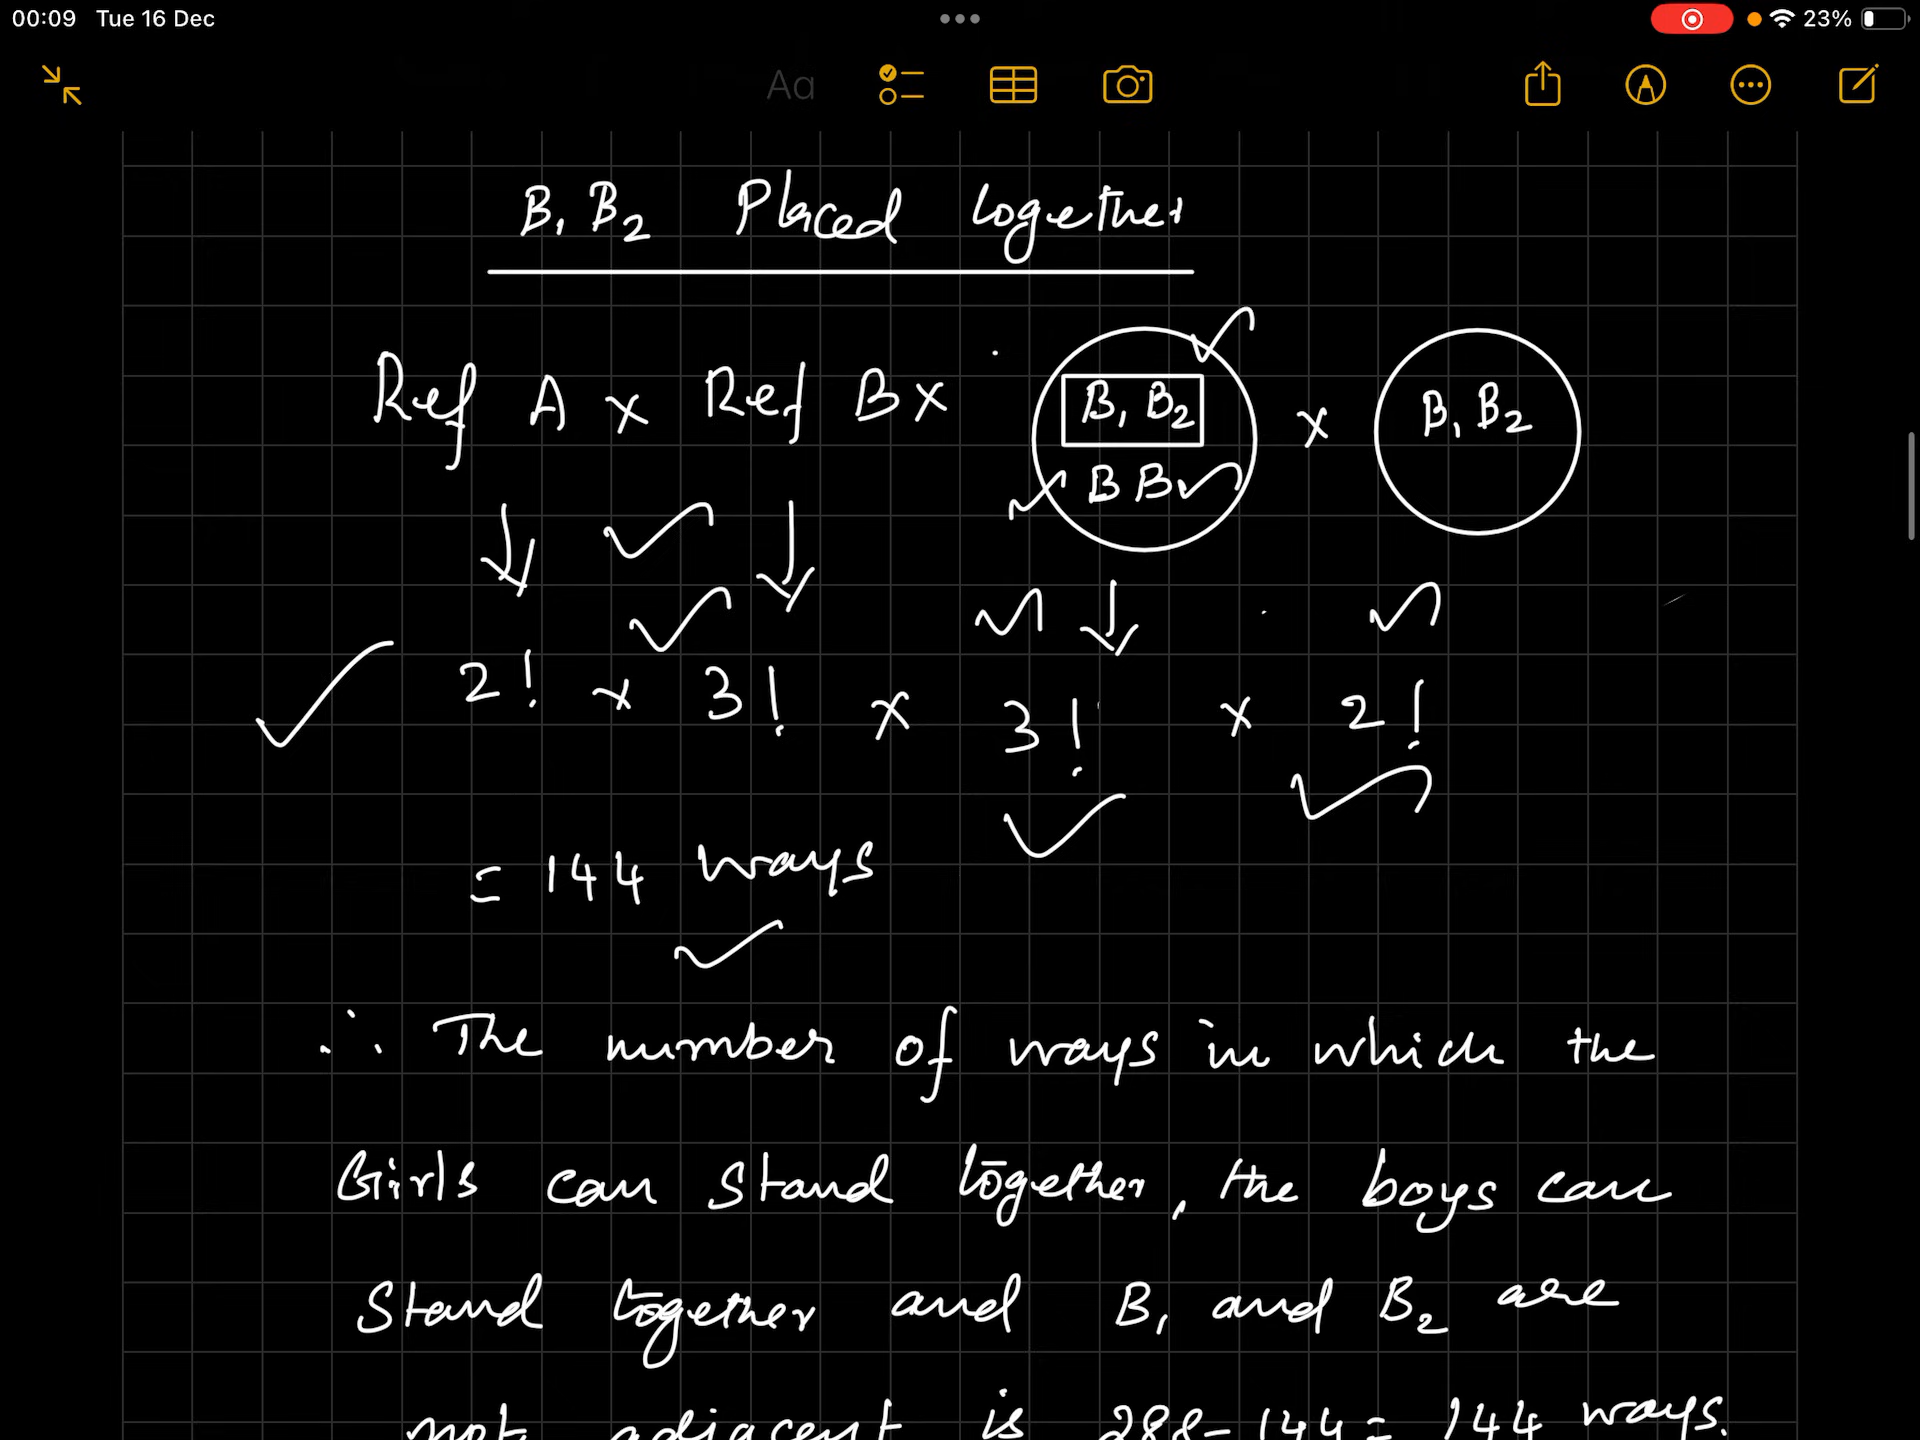 00:09 Tue 16 Dec
23%
Aa
B₁ B₂ Placed together
Ref A x Ref B x B₁ B₂ x B₁ B₂
B B
2! x 3! x 3! x 2!
= 144 ways
∴ The number of ways in which the
Girls can stand together, the boys can
Stand together and B₁ and B₂ are
not adjacent is 288 - 144 = 144 ways.